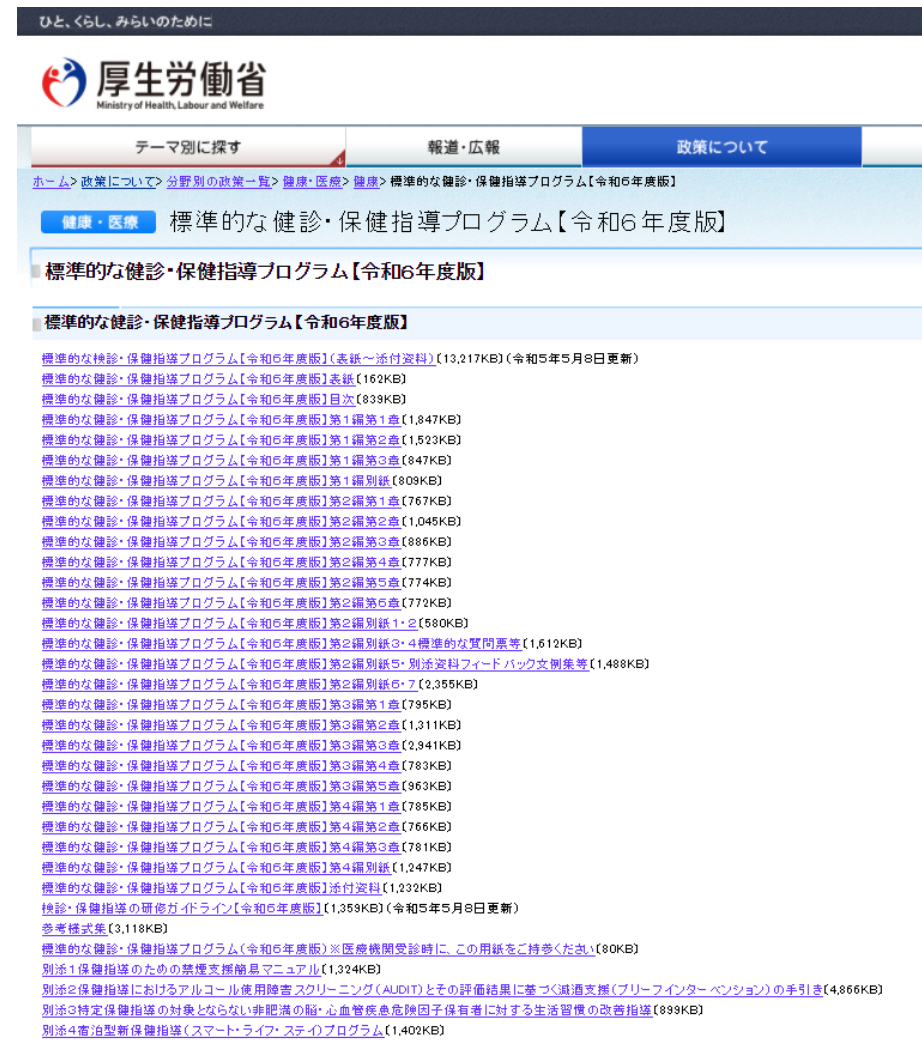 ひと、くらし、みらいのために
厚生労働省
Ministry of Health, Labour and Welfare
テーマ別に探す
報道・広報
政策について
ホーム> 政策について> 分野別の政策一覧> 健康・医療> 健康> 標準的な健診・保健指導プログラム【令和6年度版】
健康・医療 標準的な健診・保健指導プログラム【令和6年度版】
標準的な健診・保健指導プログラム【令和6年度版】
標準的な健診・保健指導プログラム【令和6年度版】
標準的な検診・保健指導プログラム【令和6年度版】(表紙～添付資料)[13,217KB](令和5年5月8日更新)
標準的な健診・保健指導プログラム【令和6年度版】表紙[162KB]
標準的な健診・保健指導プログラム【令和6年度版】目次[839KB]
標準的な健診・保健指導プログラム【令和6年度版】第1編第1章[1,847KB]
標準的な健診・保健指導プログラム【令和6年度版】第1編第2章[1,523KB]
標準的な健診・保健指導プログラム【令和6年度版】第1編第3章[847KB]
標準的な健診・保健指導プログラム【令和6年度版】第1編別紙[809KB]
標準的な健診・保健指導プログラム【令和6年度版】第2編第1章[767KB]
標準的な健診・保健指導プログラム【令和6年度版】第2編第2章[1,045KB]
標準的な健診・保健指導プログラム【令和6年度版】第2編第3章[886KB]
標準的な健診・保健指導プログラム【令和6年度版】第2編第4章[777KB]
標準的な健診・保健指導プログラム【令和6年度版】第2編第5章[774KB]
標準的な健診・保健指導プログラム【令和6年度版】第2編第6章[772KB]
標準的な健診・保健指導プログラム【令和6年度版】第2編別紙1・2[580KB]
標準的な健診・保健指導プログラム【令和6年度版】第2編別紙3・4標準的な質問票等[1,612KB]
標準的な健診・保健指導プログラム【令和6年度版】第2編別紙5・別添資料フィードバック文例集等[1,488KB]
標準的な健診・保健指導プログラム【令和6年度版】第2編別紙6・7[2,355KB]
標準的な健診・保健指導プログラム【令和6年度版】第3編第1章[795KB]
標準的な健診・保健指導プログラム【令和6年度版】第3編第2章[1,311KB]
標準的な健診・保健指導プログラム【令和6年度版】第3編第3章[2,941KB]
標準的な健診・保健指導プログラム【令和6年度版】第3編第4章[783KB]
標準的な健診・保健指導プログラム【令和6年度版】第3編第5章[963KB]
標準的な健診・保健指導プログラム【令和6年度版】第4編第1章[785KB]
標準的な健診・保健指導プログラム【令和6年度版】第4編第2章[766KB]
標準的な健診・保健指導プログラム【令和6年度版】第4編第3章[781KB]
標準的な健診・保健指導プログラム【令和6年度版】第4編別紙[1,247KB]
標準的な健診・保健指導プログラム【令和6年度版】添付資料[1,232KB]
検診・保健指導の研修ガイドライン【令和6年度版】[1,359KB](令和5年5月8日更新)
参考様式集[3,118KB]
標準的な健診・保健指導プログラム(令和6年度版)※医療機関受診時に、この用紙をご持参ください[80KB]
別添1保健指導のための禁煙支援簡易マニュアル[1,324KB]
別添2保健指導におけるアルコール使用障害スクリーニング(AUDIT)とその評価結果に基づく減酒支援(ブリーフインターベンション)の手引き[4,866KB]
別添3特定保健指導の対象とならない非肥満の脳・心血管疾患危険因子保有者に対する生活習慣の改善指導[899KB]
別添4宿泊型新保健指導(スマート・ライフ・ステイ)プログラム[1,402KB]